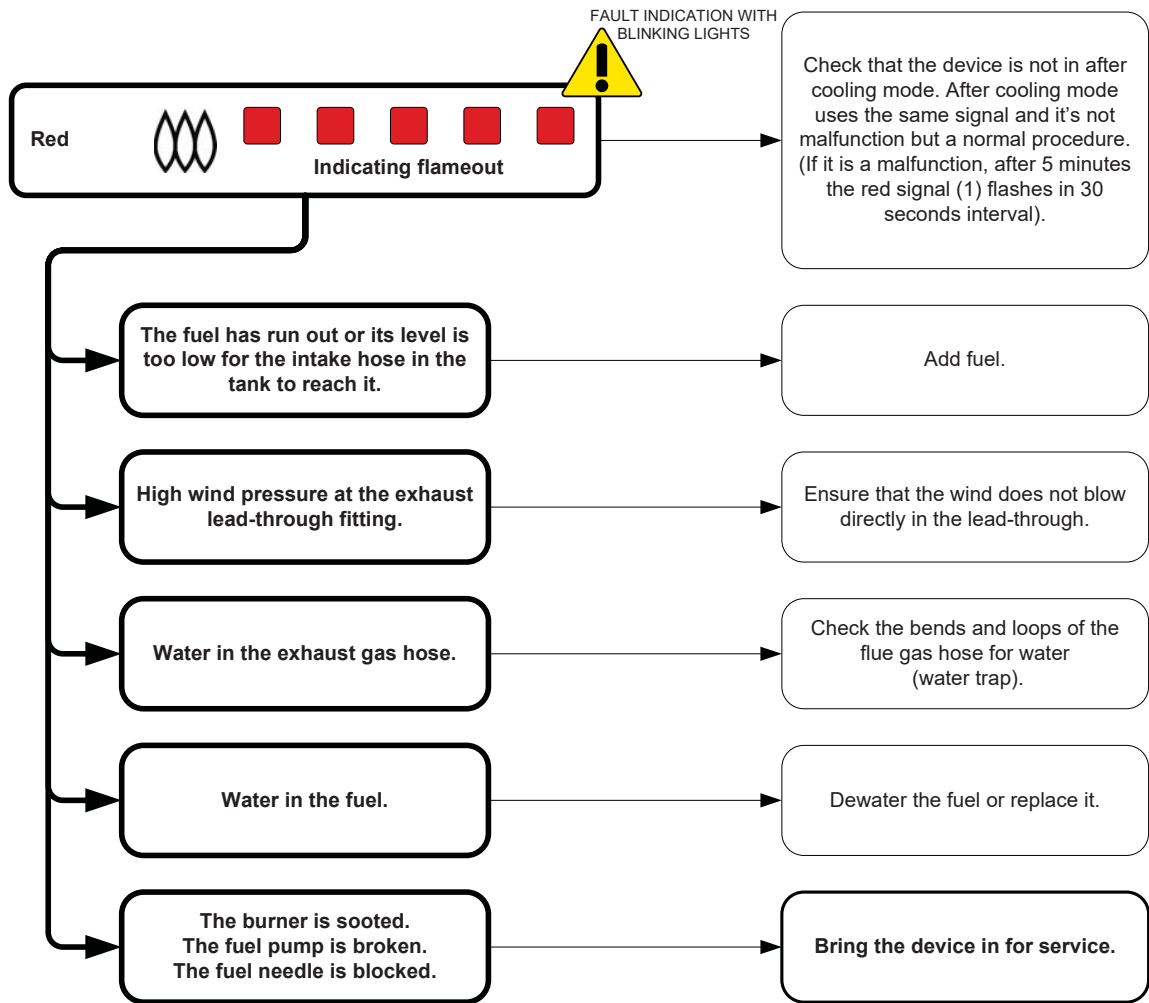 FAULT INDICATION WITH
BLINKING LIGHTS
Red
Indicating flameout
Check that the device is not in after
cooling mode. After cooling mode
uses the same signal and it's not
malfunction but a normal procedure.
(If it is a malfunction, after 5 minutes
the red signal (1) flashes in 30
seconds interval).
The fuel has run out or its level is
too low for the intake hose in the
tank to reach it.
Add fuel.
High wind pressure at the exhaust
lead-through fitting.
Ensure that the wind does not blow
directly in the lead-through.
Water in the exhaust gas hose.
Check the bends and loops of the
flue gas hose for water
(water trap).
Water in the fuel.
Dewater the fuel or replace it.
The burner is sooted.
The fuel pump is broken.
The fuel needle is blocked.
Bring the device in for service.